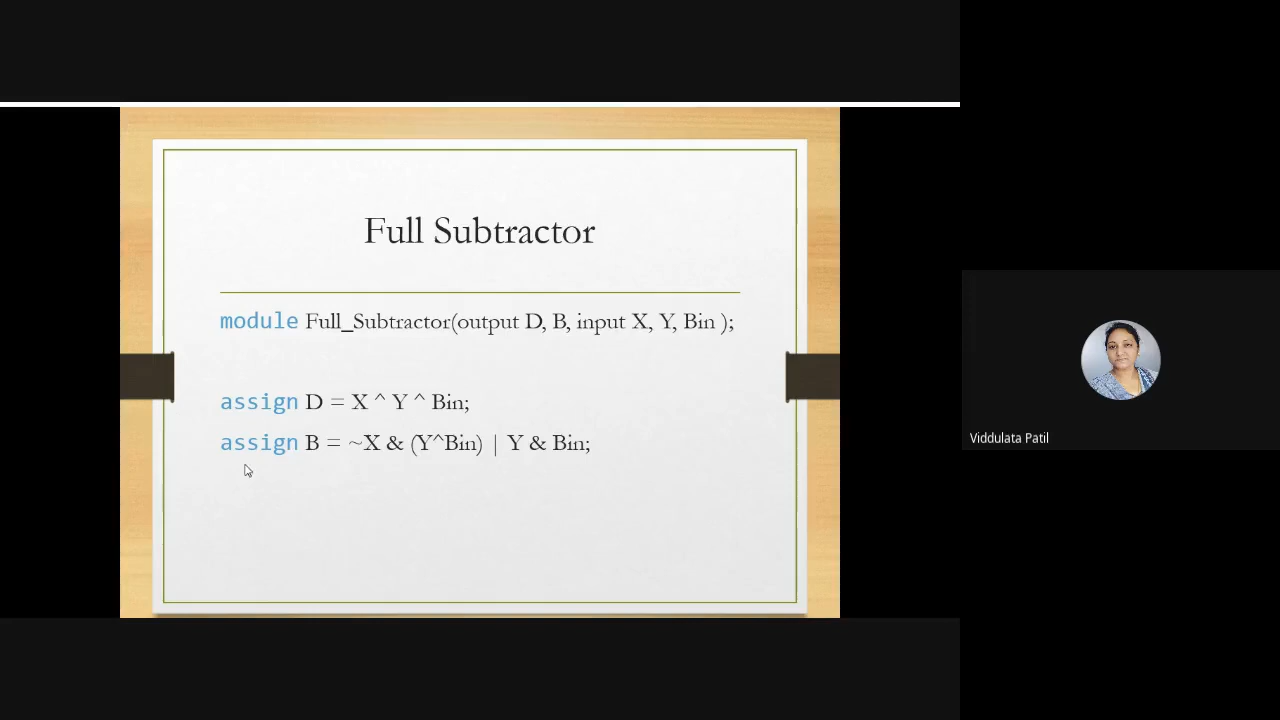 Full Subtractor
module Full_Subtractor(output D, B, input X, Y, Bin );
assign D = X ^ Y ^ Bin;
assign B = ~X & (Y^Bin) | Y & Bin;
Viddulata Patil